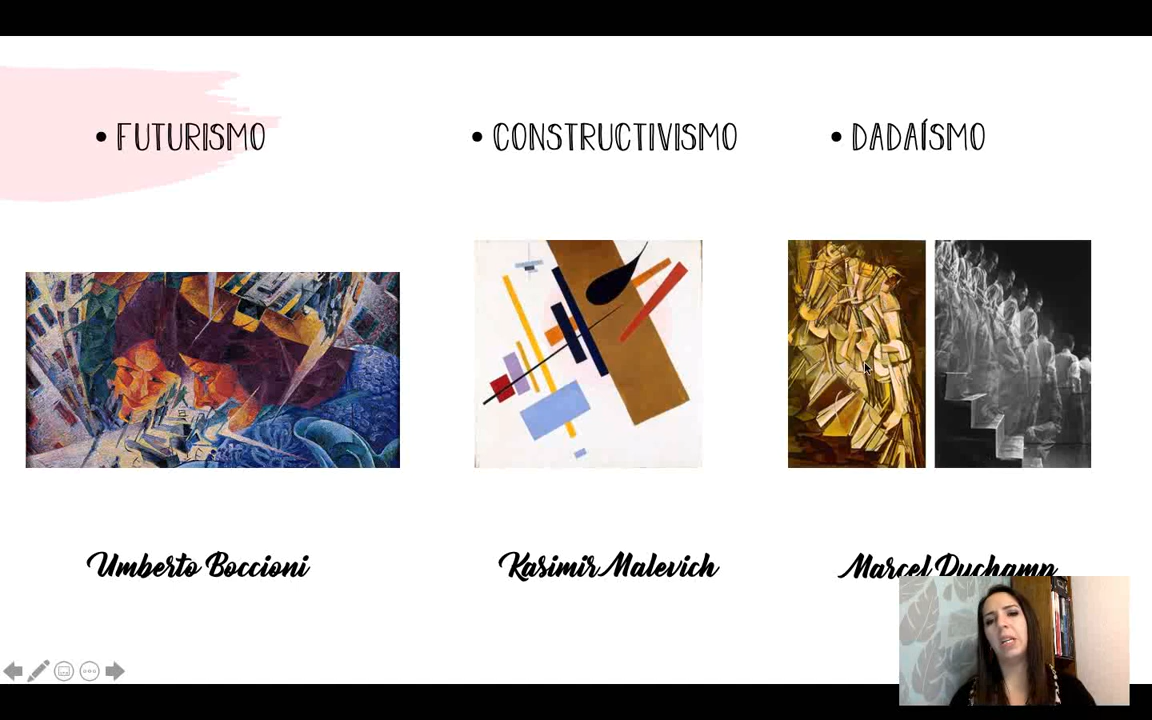 • FUTURISMO
• CONSTRUCTIVISMO
• DADAÍSMO
Umberto Boccioni
Kasimir Malevich
Marcel Duchamp